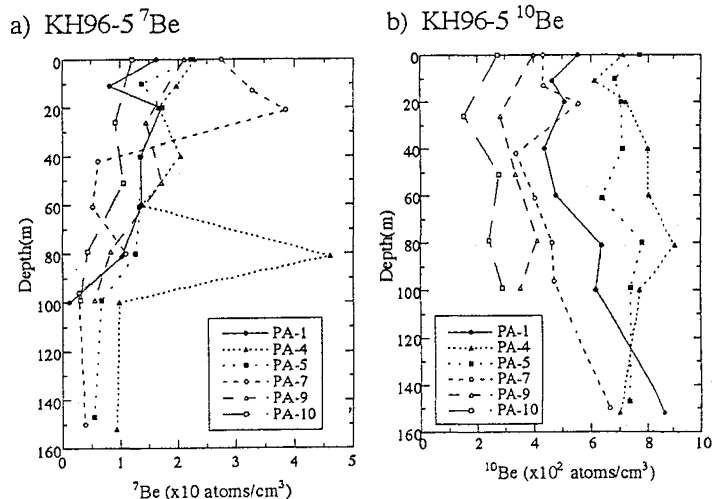 a) KH96-5 ⁷Be
0
20
40
60
80
100
120
140
160
Depth(m)
0 1 2 3 4 5
⁷Be (x10 atoms/cm³)
PA-1
PA-4
PA-5
PA-7
PA-9
PA-10
b) KH96-5 ¹⁰Be
0
20
40
60
80
100
120
140
160
Depth(m)
0 2 4 6 8 10
¹⁰Be (x10² atoms/cm³)
PA-1
PA-4
PA-5
PA-7
PA-9
PA-10